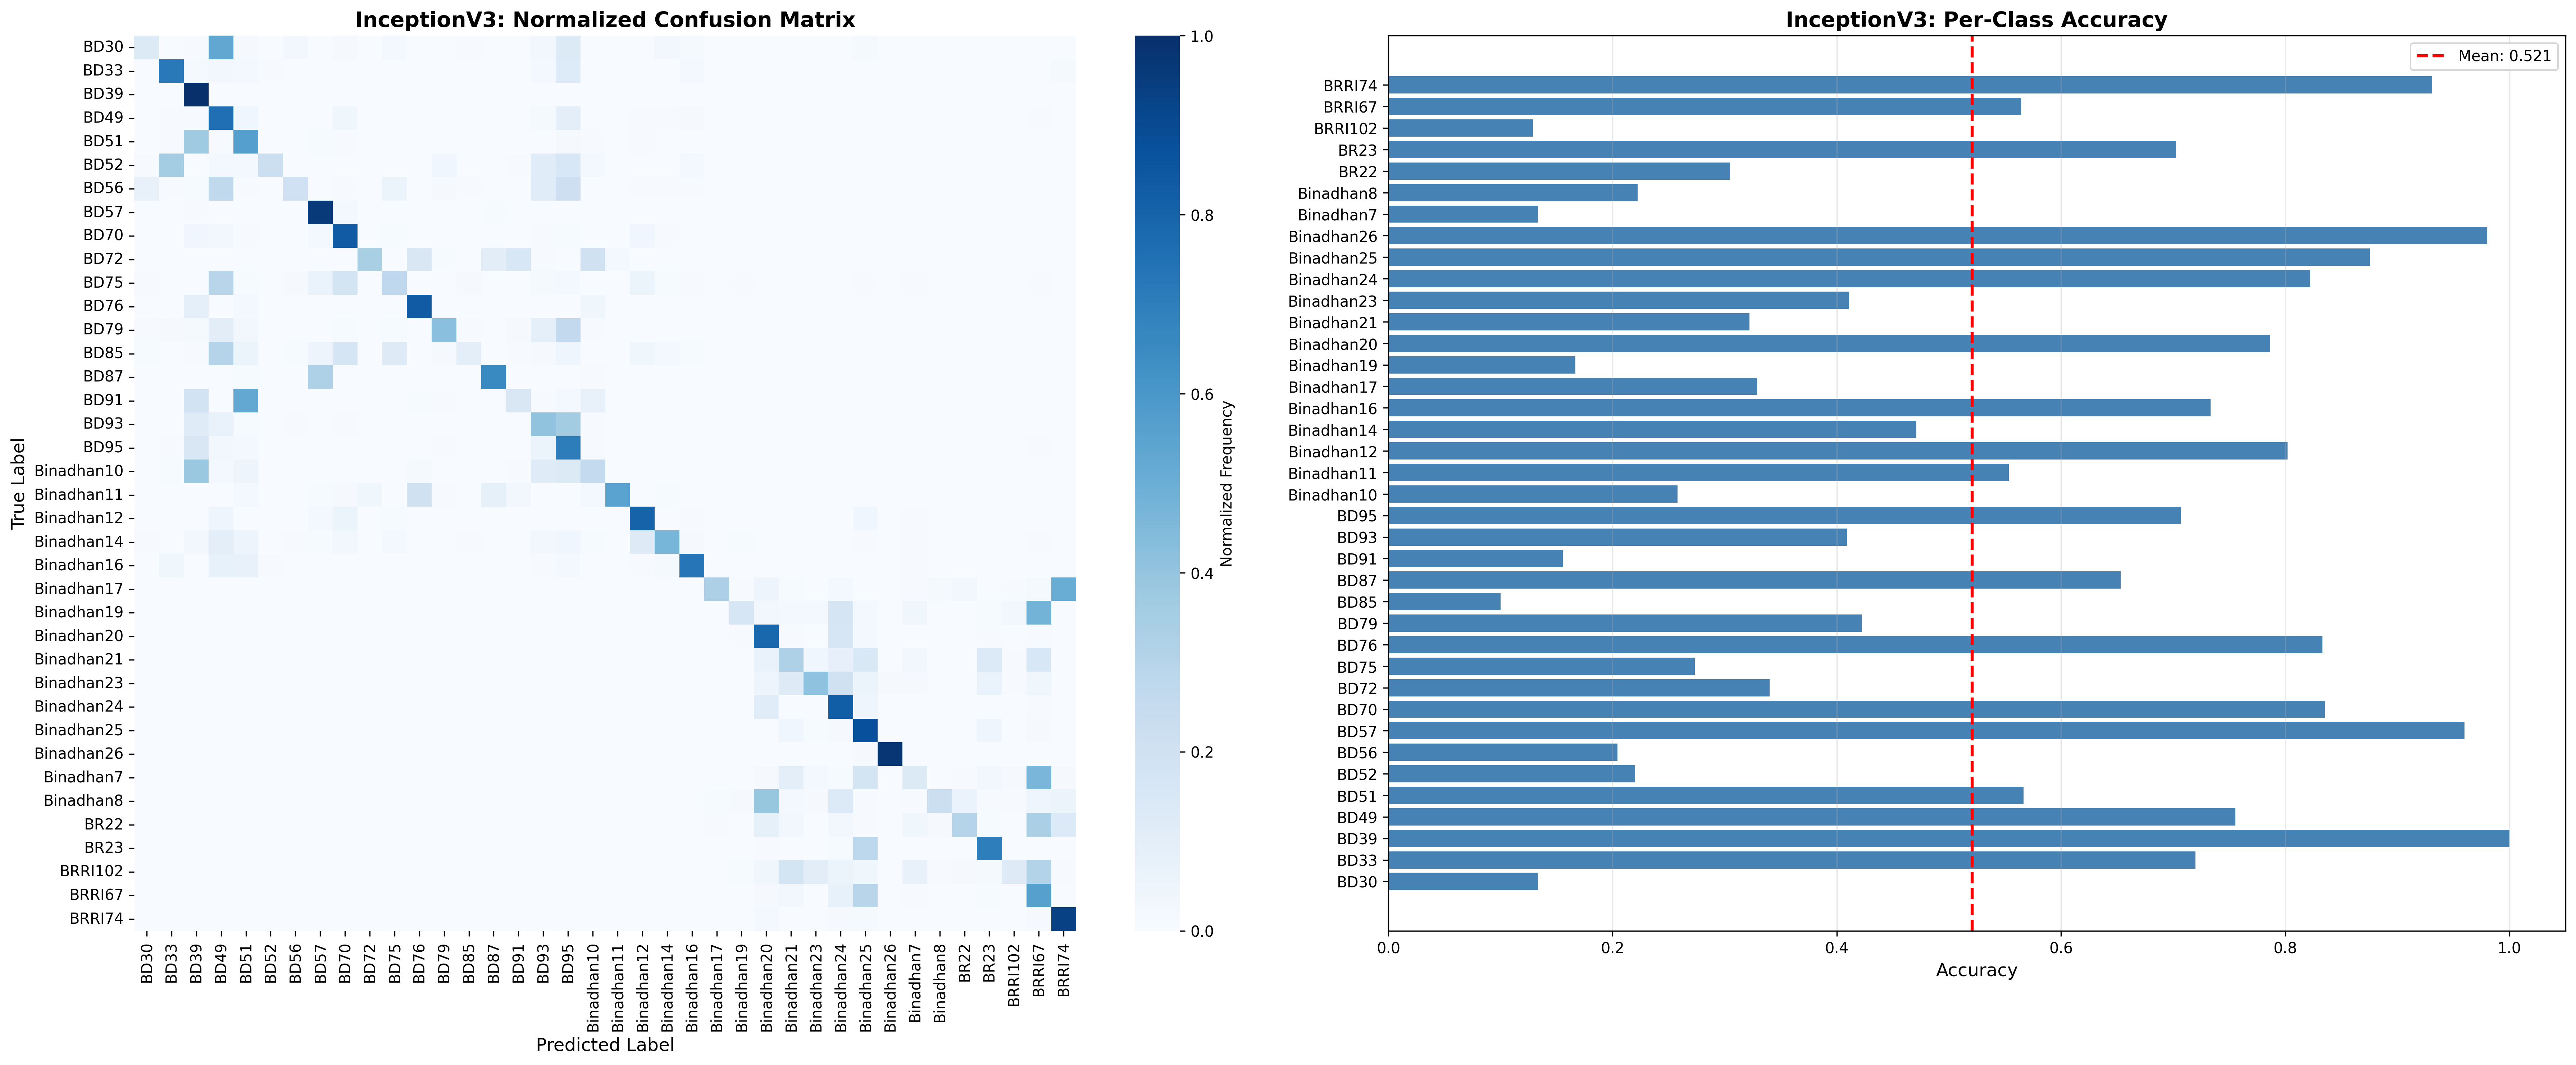 InceptionV3: Normalized Confusion Matrix
True Label
BD30
BD33
BD39
BD49
BD51
BD52
BD56
BD57
BD70
BD72
BD75
BD76
BD79
BD85
BD87
BD91
BD93
BD95
Binadhan10
Binadhan11
Binadhan12
Binadhan14
Binadhan16
Binadhan17
Binadhan19
Binadhan20
Binadhan21
Binadhan23
Binadhan24
Binadhan25
Binadhan26
Binadhan7
Binadhan8
BR22
BR23
BRRI102
BRRI67
BRRI74
BD30 BD33 BD39 BD49 BD51 BD52 BD56 BD57 BD70 BD72 BD75 BD76 BD79 BD85 BD87 BD91 BD93 BD95 Binadhan10 Binadhan11 Binadhan12 Binadhan14 Binadhan16 Binadhan17 Binadhan19 Binadhan20 Binadhan21 Binadhan23 Binadhan24 Binadhan25 Binadhan26 Binadhan7 Binadhan8 BR22 BR23 BRRI102 BRRI67 BRRI74
Predicted Label
1.0
0.8
0.6
0.4
0.2
0.0
Normalized Frequency
InceptionV3: Per-Class Accuracy
Mean: 0.521
BRRI74
BRRI67
BRRI102
BR23
BR22
Binadhan8
Binadhan7
Binadhan26
Binadhan25
Binadhan24
Binadhan23
Binadhan21
Binadhan20
Binadhan19
Binadhan17
Binadhan16
Binadhan14
Binadhan12
Binadhan11
Binadhan10
BD95
BD93
BD91
BD87
BD85
BD79
BD76
BD75
BD72
BD70
BD57
BD56
BD52
BD51
BD49
BD39
BD33
BD30
0.0 0.2 0.4 0.6 0.8 1.0
Accuracy